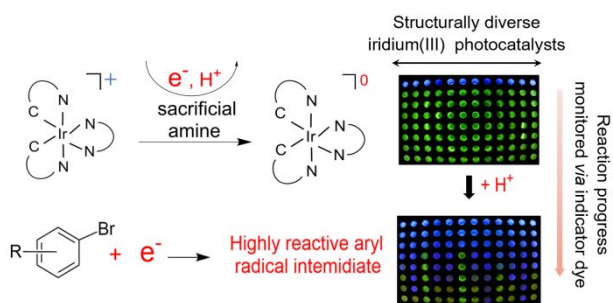 Structurally diverse
iridium(III) photocatalysts
e-, H+
sacrificial
amine
+
C N
Ir N
C N
N
0
C N
Ir N
C N
N
+ H+
Reaction progress
monitored via indicator dye
R Br
+ e-
Highly reactive aryl
radical intemidiate